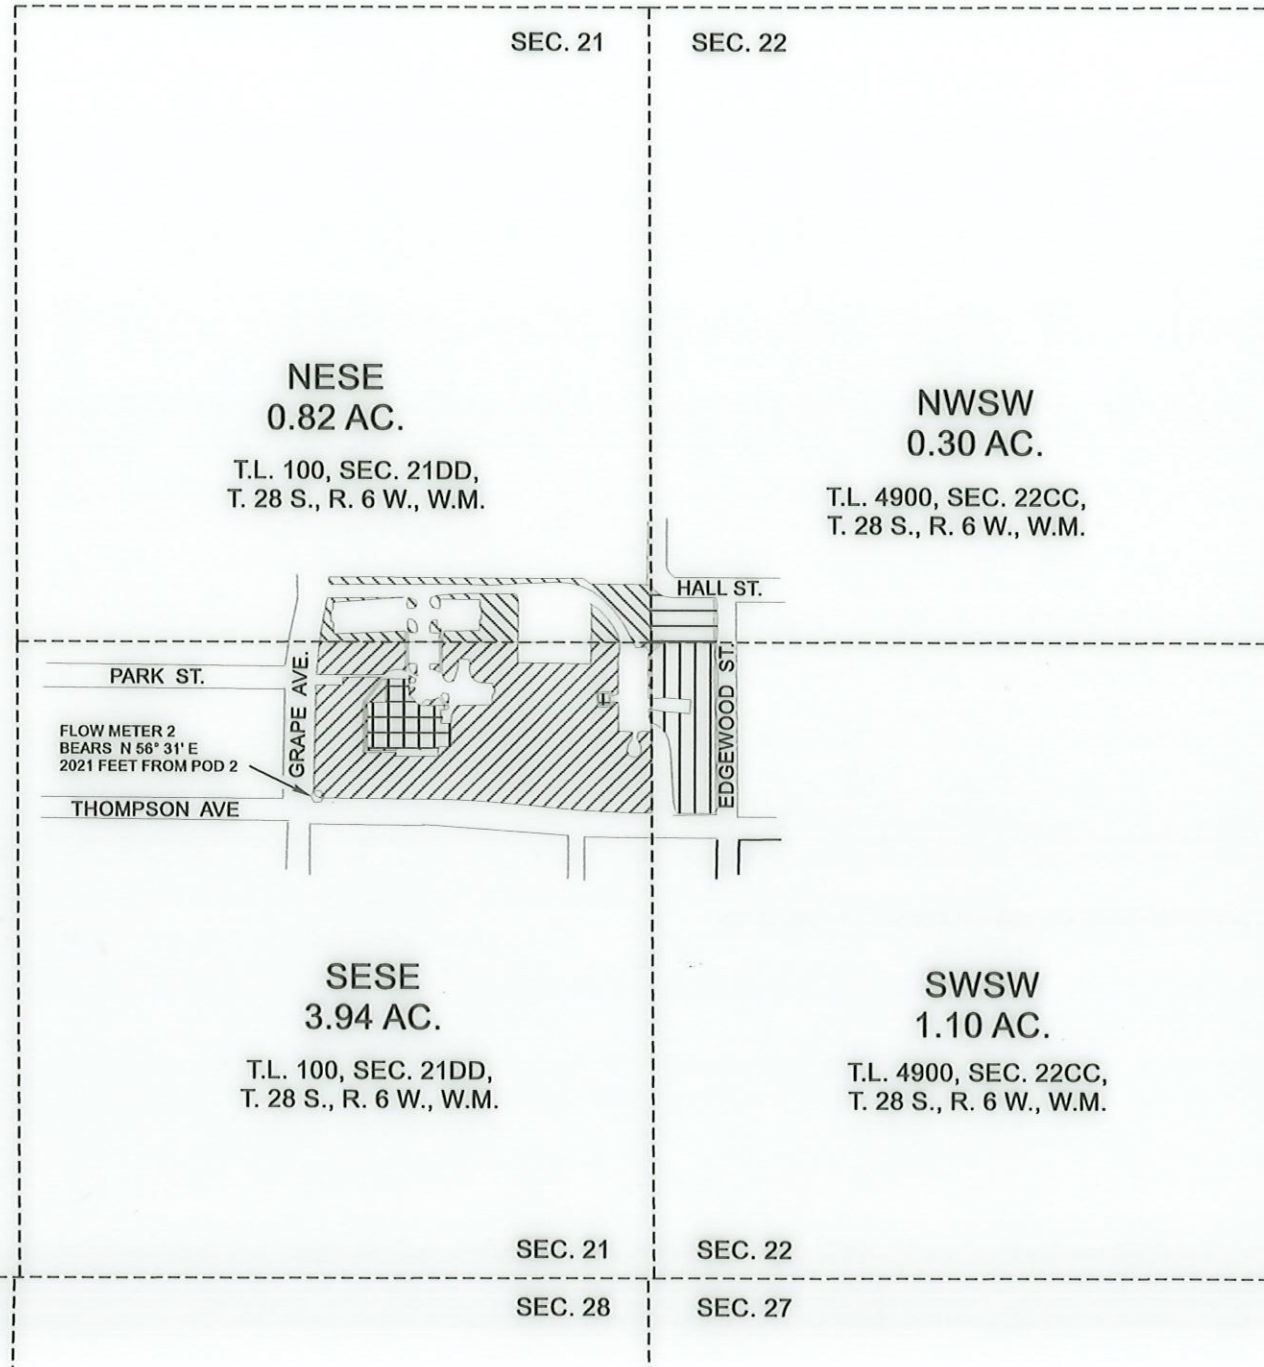 SEC. 21
SEC. 22
NESE
0.82 AC.
T.L. 100, SEC. 21DD,
T. 28 S., R. 6 W., W.M.
NWSW
0.30 AC.
T.L. 4900, SEC. 22CC,
T. 28 S., R. 6 W., W.M.
HALL ST.
PARK ST.
GRAPE AVE.
EDGEWOOD ST.
FLOW METER 2
BEARS N 56° 31' E
2021 FEET FROM POD 2
THOMPSON AVE
SESE
3.94 AC.
T.L. 100, SEC. 21DD,
T. 28 S., R. 6 W., W.M.
SWSW
1.10 AC.
T.L. 4900, SEC. 22CC,
T. 28 S., R. 6 W., W.M.
SEC. 21
SEC. 22
SEC. 28
SEC. 27